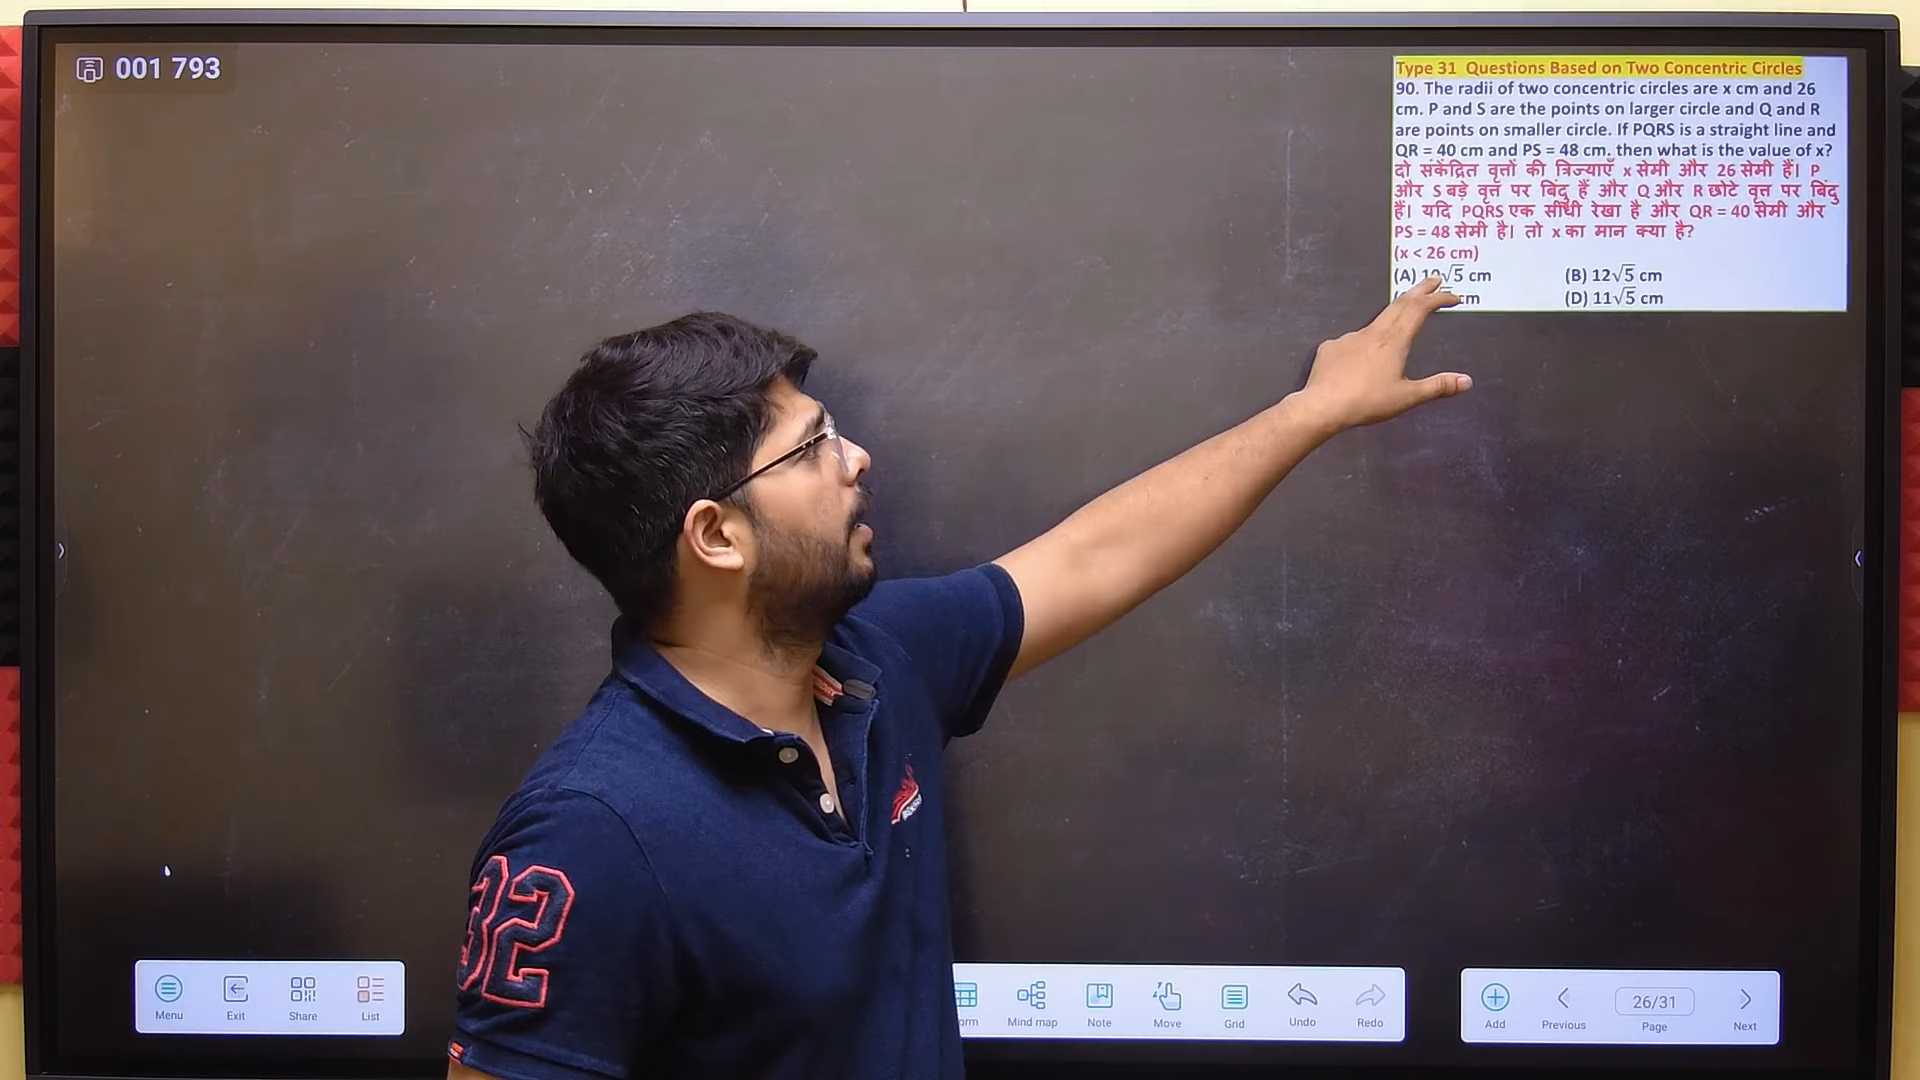 001 793
Type 31 Questions Based on Two Concentric Circles
90. The radii of two concentric circles are x cm and 26
cm. P and S are the points on larger circle and Q and R
are points on smaller circle. If PQRS is a straight line and
QR = 40 cm and PS = 48 cm. then what is the value of x?
दो संकेंद्रित वृत्तों की त्रिज्याएँ x सेमी और 26 सेमी हैं। P
और S बड़े वृत्त पर बिंदु हैं और Q और R छोटे वृत्त पर बिंदु
हैं। यदि PQRS एक सीधी रेखा है और QR = 40 सेमी और
PS = 48 सेमी है। तो x का मान क्या है?
(x < 26 cm)
(A) 10√5 cm (B) 12√5 cm
cm (D) 11√5 cm
32
Menu Exit Share List
Mind map Note Move Grid Undo Redo
Add Previous 26/31 Page Next